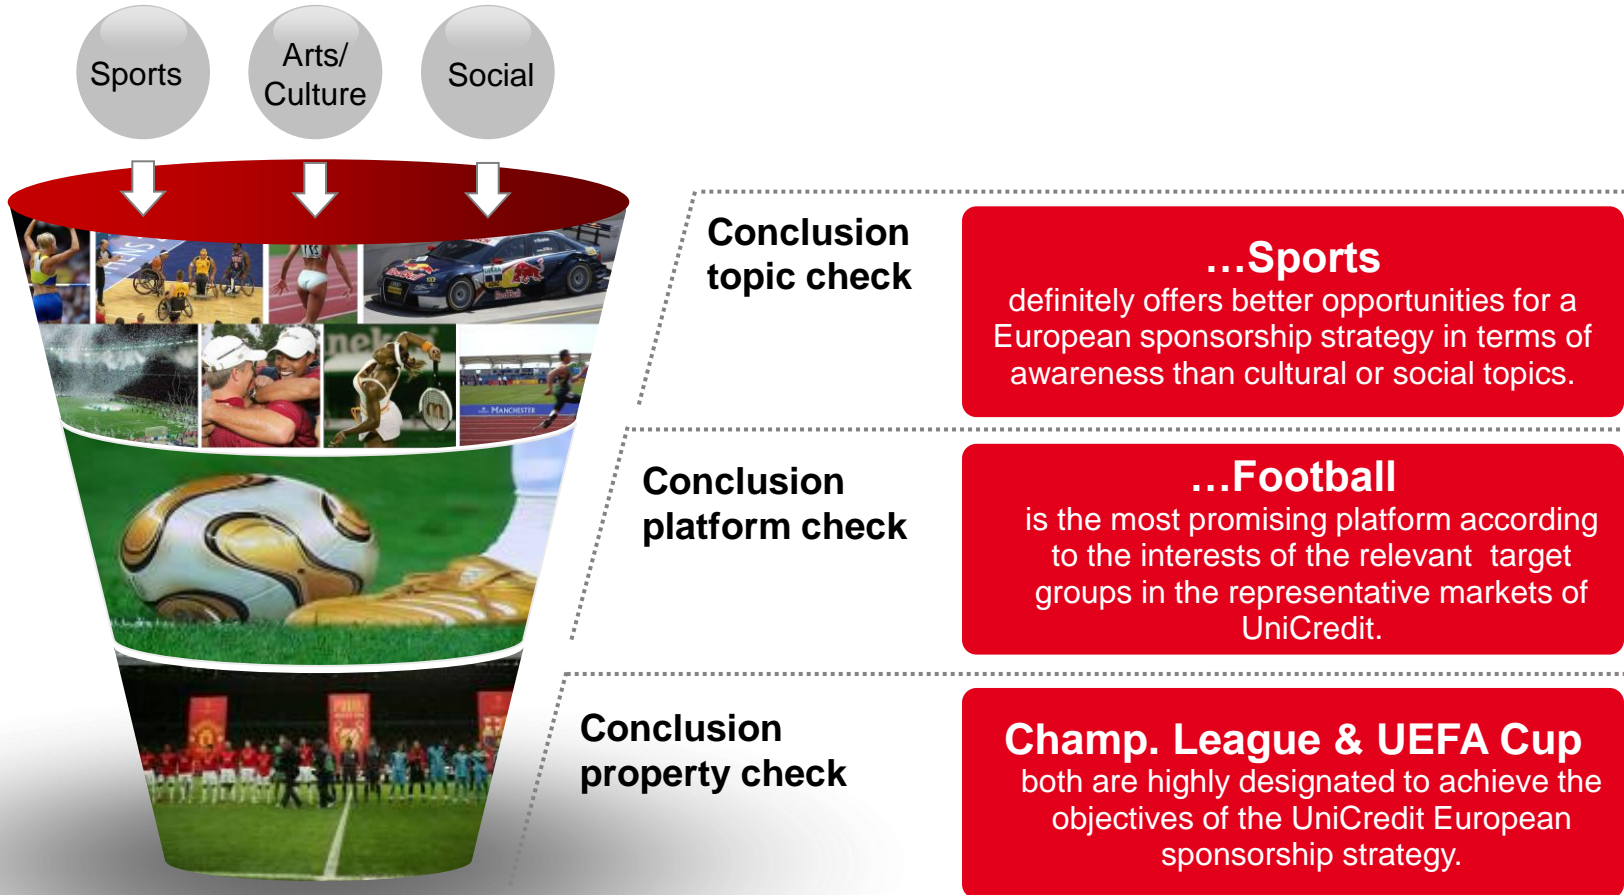 Sports
Arts/
Culture
Social
Conclusion
topic check
…Sports
definitely offers better opportunities for a
European sponsorship strategy in terms of
awareness than cultural or social topics.
RedBull
MANCHESTER
Conclusion
platform check
…Football
is the most promising platform according
to the interests of the relevant target
groups in the representative markets of
UniCredit.
Conclusion
property check
Champ. League & UEFA Cup
both are highly designated to achieve the
objectives of the UniCredit European
sponsorship strategy.